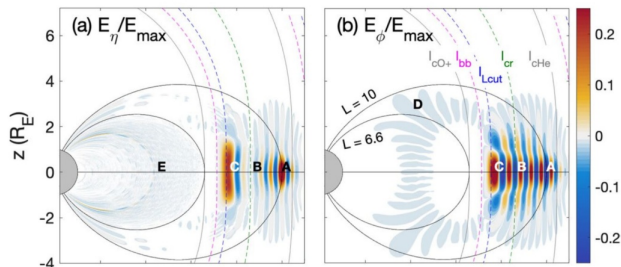 (a) E_η/E_max
(b) E_ϕ/E_max
0.2
0.1
0
-0.1
-0.2
z (R_E)
6
4
2
0
-2
-4
E
C
B
A
l_cO+
l_bb
l_Lcut
l_cr
l_cHe
L = 10
L = 6.6
D
C
B
A